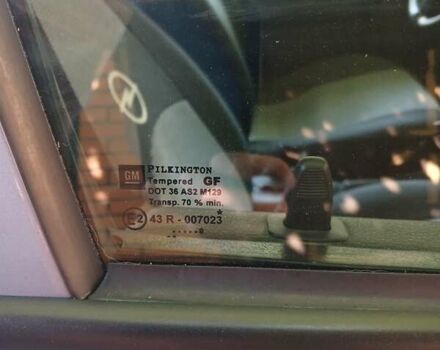 GM PILKINGTON
Tempered GF
DOT 36 AS2 M129
Transp. 70 % min.
E2 43 R - 007023